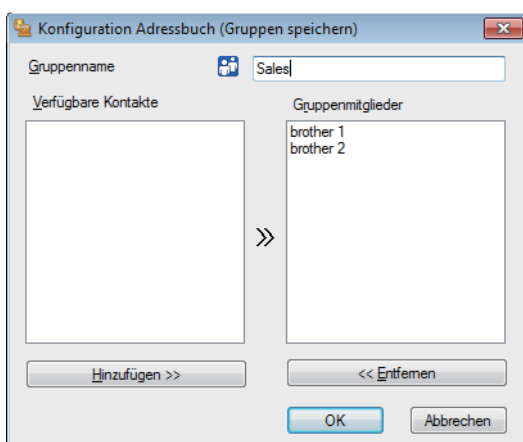 Konfiguration Adressbuch (Gruppen speichern)
Gruppenname
Sales
Verfügbare Kontakte
Gruppenmitglieder
brother 1
brother 2
Hinzufügen >>
<< Entfernen
OK
Abbrechen